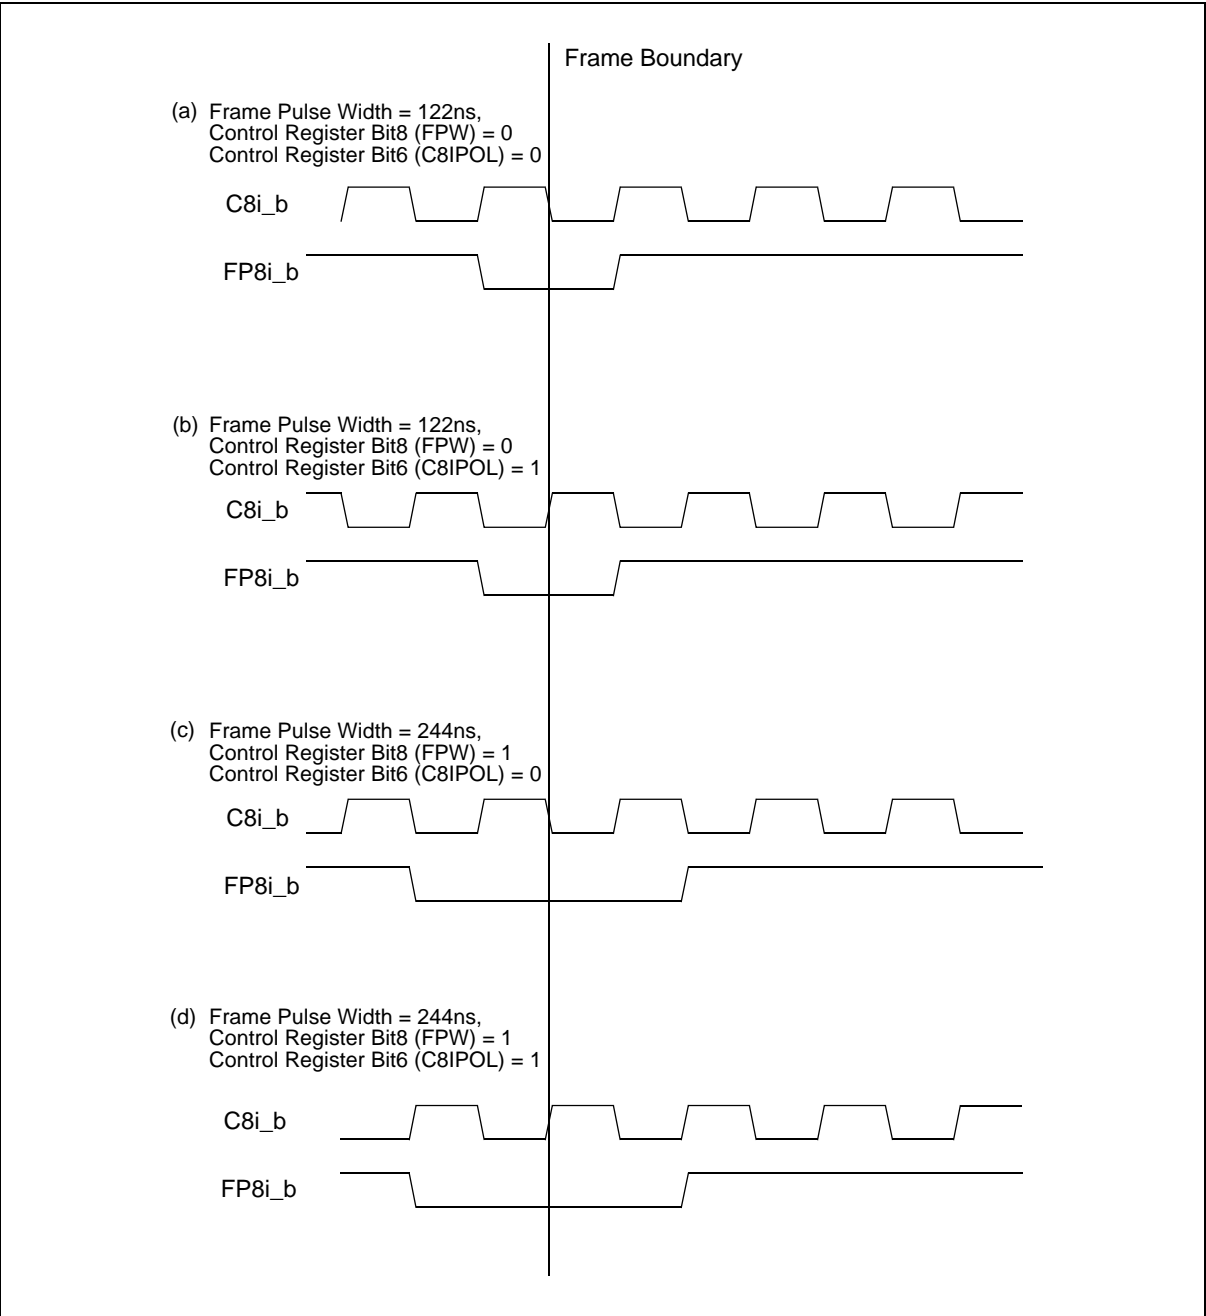 Frame Boundary
(a) Frame Pulse Width = 122ns,
Control Register Bit8 (FPW) = 0
Control Register Bit6 (C8IPOL) = 0
C8i_b
FP8i_b
(b) Frame Pulse Width = 122ns,
Control Register Bit8 (FPW) = 0
Control Register Bit6 (C8IPOL) = 1
C8i_b
FP8i_b
(c) Frame Pulse Width = 244ns,
Control Register Bit8 (FPW) = 1
Control Register Bit6 (C8IPOL) = 0
C8i_b
FP8i_b
(d) Frame Pulse Width = 244ns,
Control Register Bit8 (FPW) = 1
Control Register Bit6 (C8IPOL) = 1
C8i_b
FP8i_b